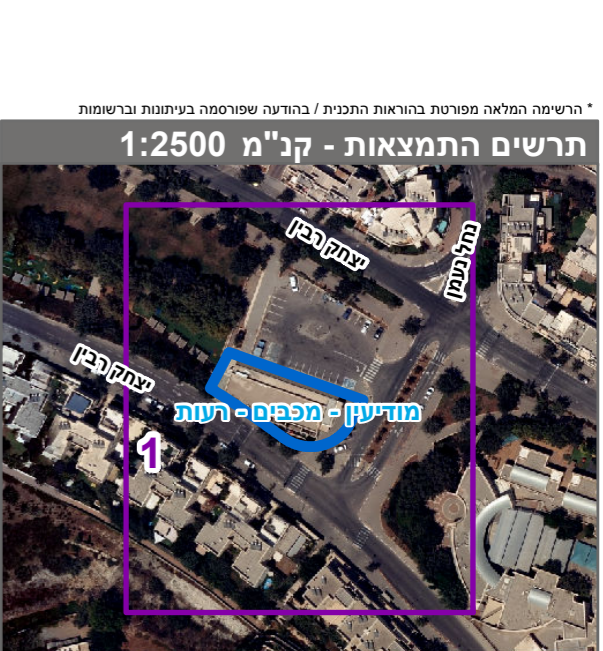 * הרשימה המלאה מפורטת בהוראות התכנית / בהודעה שפורסמה בעיתונות וברשומות
תרשים התמצאות - קנ"מ 1:2500
יצחק רבין
נחל נעמן
יצחק רבין
מודיעין - מכבים - רעות
1